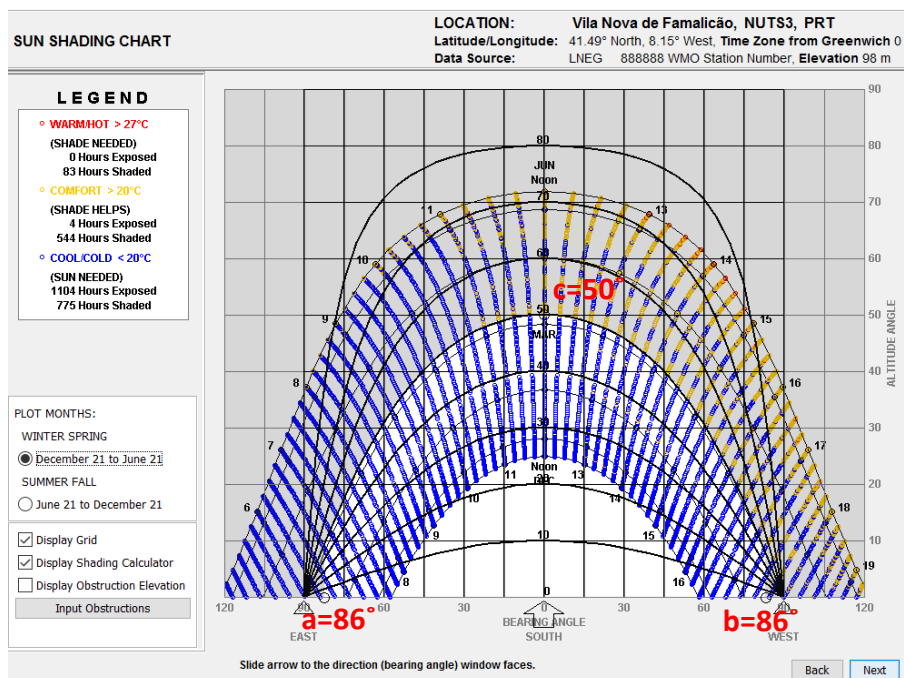 SUN SHADING CHART
LOCATION: Vila Nova de Famalicão, NUTS3, PRT
Latitude/Longitude: 41.49° North, 8.15° West, Time Zone from Greenwich 0
Data Source: LNEG 888888 WMO Station Number, Elevation 98 m
LEGEND
WARM/HOT > 27°C
(SHADE NEEDED)
0 Hours Exposed
83 Hours Shaded
COMFORT > 20°C
(SHADE HELPS)
4 Hours Exposed
544 Hours Shaded
COOL/COLD < 20°C
(SUN NEEDED)
1104 Hours Exposed
775 Hours Shaded
PLOT MONTHS:
WINTER SPRING
December 21 to June 21
SUMMER FALL
June 21 to December 21
Display Grid
Display Shading Calculator
Display Obstruction Elevation
Input Obstructions
90
80
80
JUN
Noon
70
70
11
13
10
60
60
14
c=50°
9
50
50
15
MAR
8
40
40
16
7
30
30
17
Noon
11
13
6
20
20
18
10
14
9
10
15
10
19
8
16
0
0
120
90
60
30
0
30
60
90
120
a=86°
b=86°
BEARING ANGLE
EAST
SOUTH
WEST
ALTITUDE ANGLE
Slide arrow to the direction (bearing angle) window faces.
Back
Next